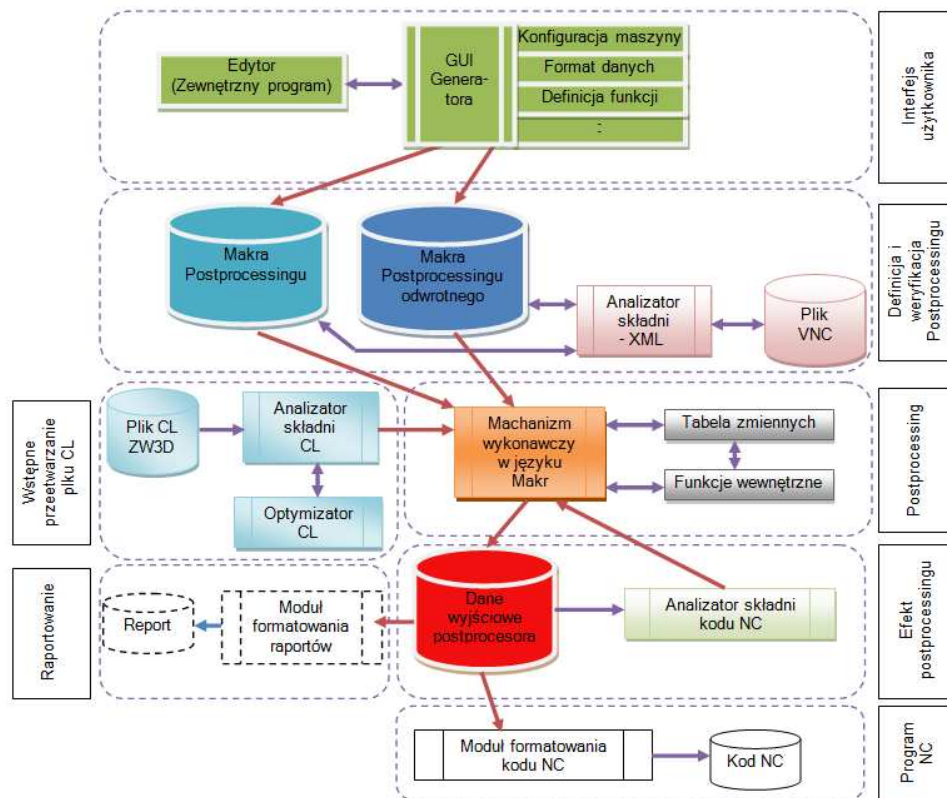 Konfiguracja maszyny
GUI
Genera-
tora
Format danych
Definicja funkcji
:
Edytor
(Zewnętrzny program)
Interfejs
użytkownika
Makra
Postprocessingu
Makra
Postprocessingu
odwrotnego
Analizator
składni
- XML
Plik
VNC
Definicja i
weryfikacja
Postprocessingu
Wstępne
przeetwarzanie
plku CL
Plik CL
ZW3D
Analizator
składni
CL
Optymizator
CL
Machanizm
wykonawczy
w języku
Makr
Tabela zmiennych
Funkcje wewnętrzne
Postprocessing
Raportowanie
Report
Moduł
formatowania
raportów
Dane
wyjściowe
postprocesora
Analizator składni
kodu NC
Efekt
postprocessingu
Moduł formatowania
kodu NC
Kod NC
Program
NC